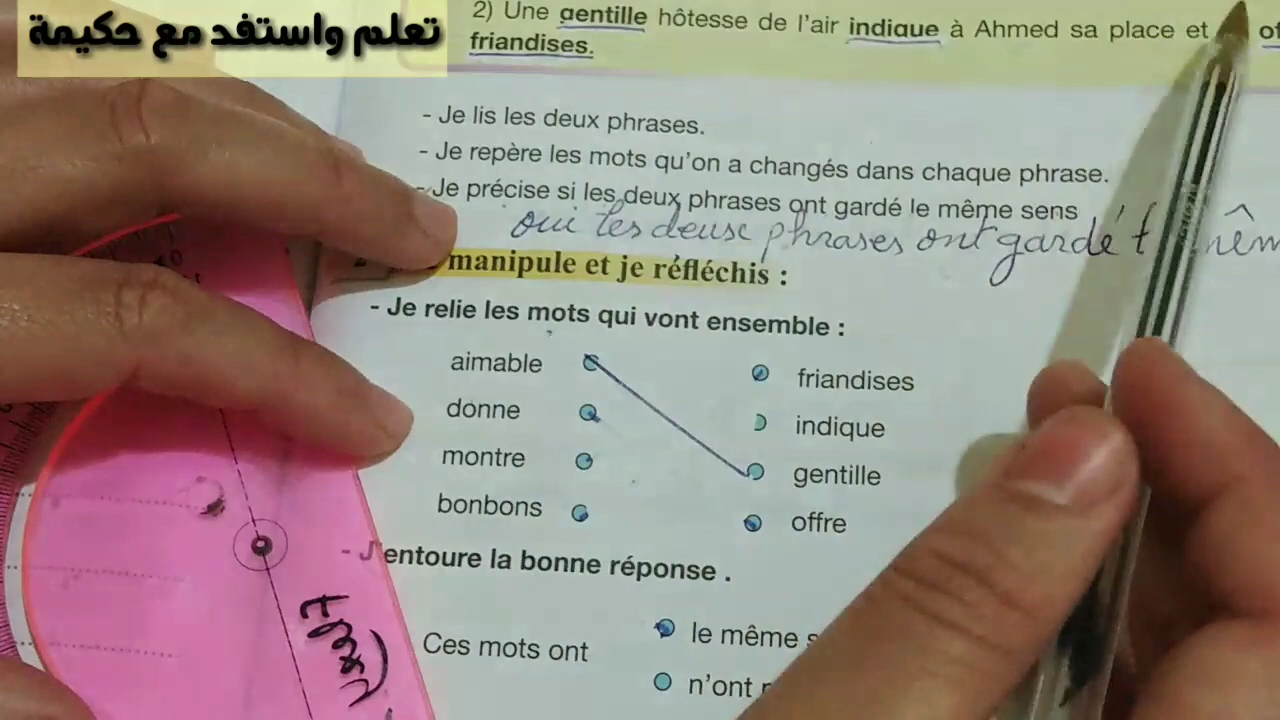 تعلم واستفد مع حكيمة
2) Une gentille hôtesse de l'air indique à Ahmed sa place et
friandises.
- Je lis les deux phrases.
- Je repère les mots qu'on a changés dans chaque phrase.
- Je précise si les deux phrases ont gardé le même sens
oui les deuse phrases ont gardé
manipule et je réfléchis :
- Je relie les mots qui vont ensemble :
aimable friandises
donne indique
montre gentille
bonbons offre
- J'entoure la bonne réponse .
Ces mots ont
le même
n'ont